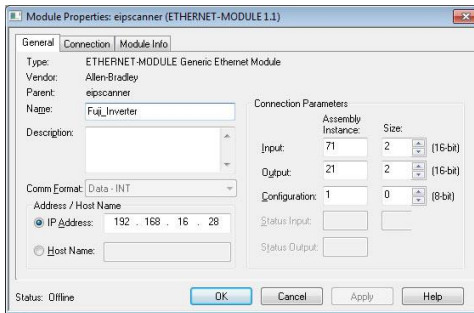 Module Properties: eipscanner (ETHERNET-MODULE 1.1)
General Connection Module Info
Type: ETHERNET-MODULE Generic Ethernet Module
Vendor: Allen-Bradley
Parent: eipscanner
Name: Fuji_Inverter
Description:
Comm Format: Data - INT
Address / Host Name
IP Address: 192 . 168 . 16 . 28
Host Name:
Connection Parameters
Assembly Instance: Size:
Input: 71 2 (16-bit)
Output: 21 2 (16-bit)
Configuration: 1 0 (8-bit)
Status Input:
Status Output:
Status: Offline OK Cancel Apply Help